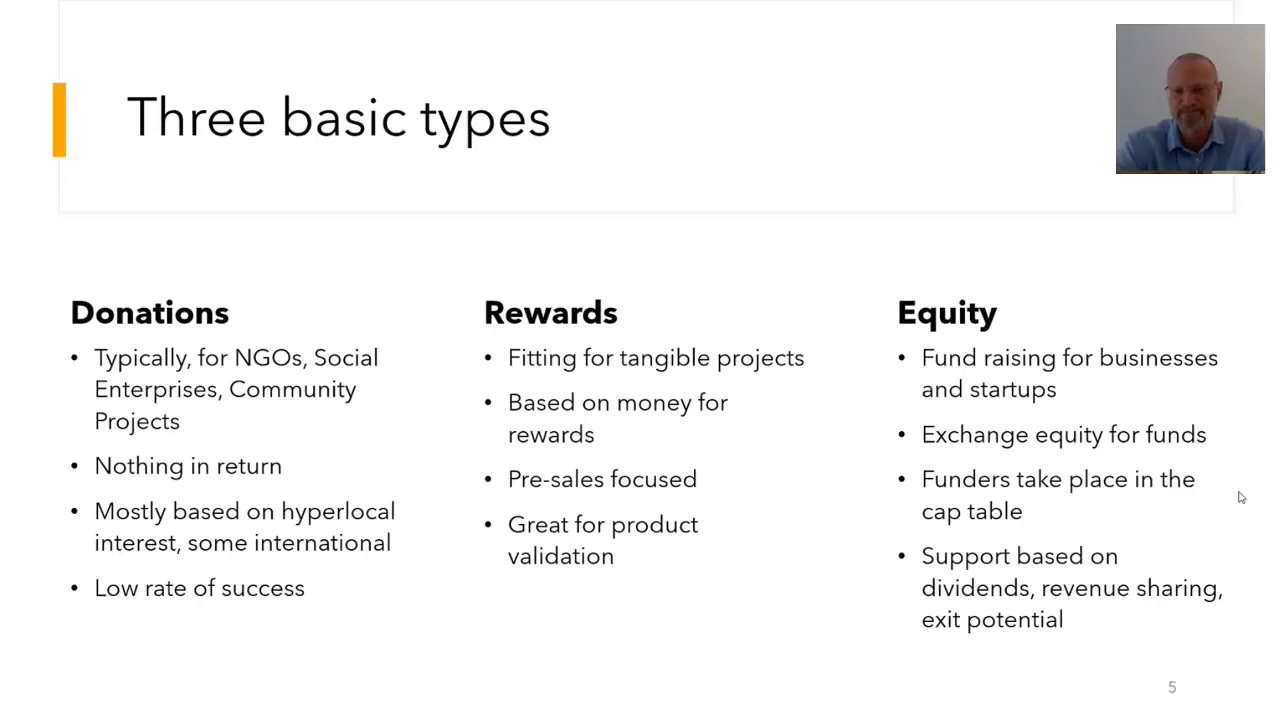 Three basic types
Donations
• Typically, for NGOs, Social
Enterprises, Community
Projects
• Nothing in return
• Mostly based on hyperlocal
interest, some international
• Low rate of success
Rewards
• Fitting for tangible projects
• Based on money for
rewards
• Pre-sales focused
• Great for product
validation
Equity
• Fund raising for businesses
and startups
• Exchange equity for funds
• Funders take place in the
cap table
• Support based on
dividends, revenue sharing,
exit potential
5